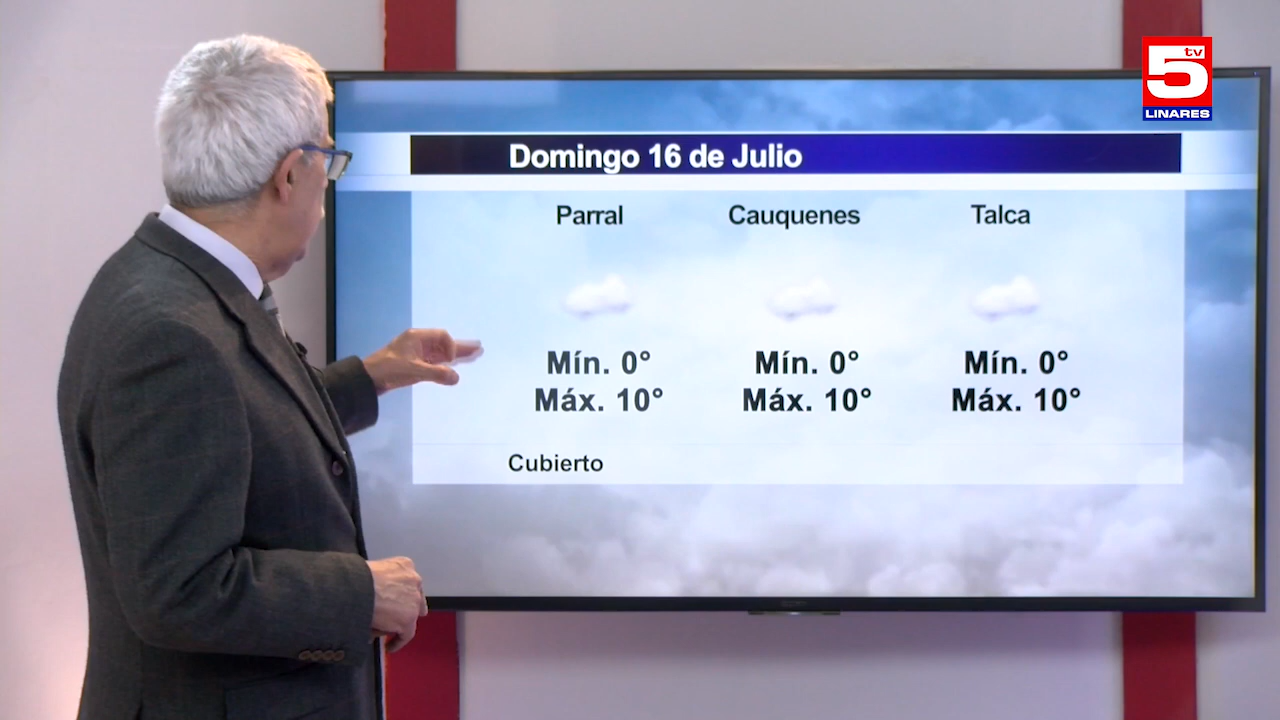 5 tv
LINARES
Domingo 16 de Julio
Parral Cauquenes Talca
Mín. 0° Mín. 0° Mín. 0°
Máx. 10° Máx. 10° Máx. 10°
Cubierto